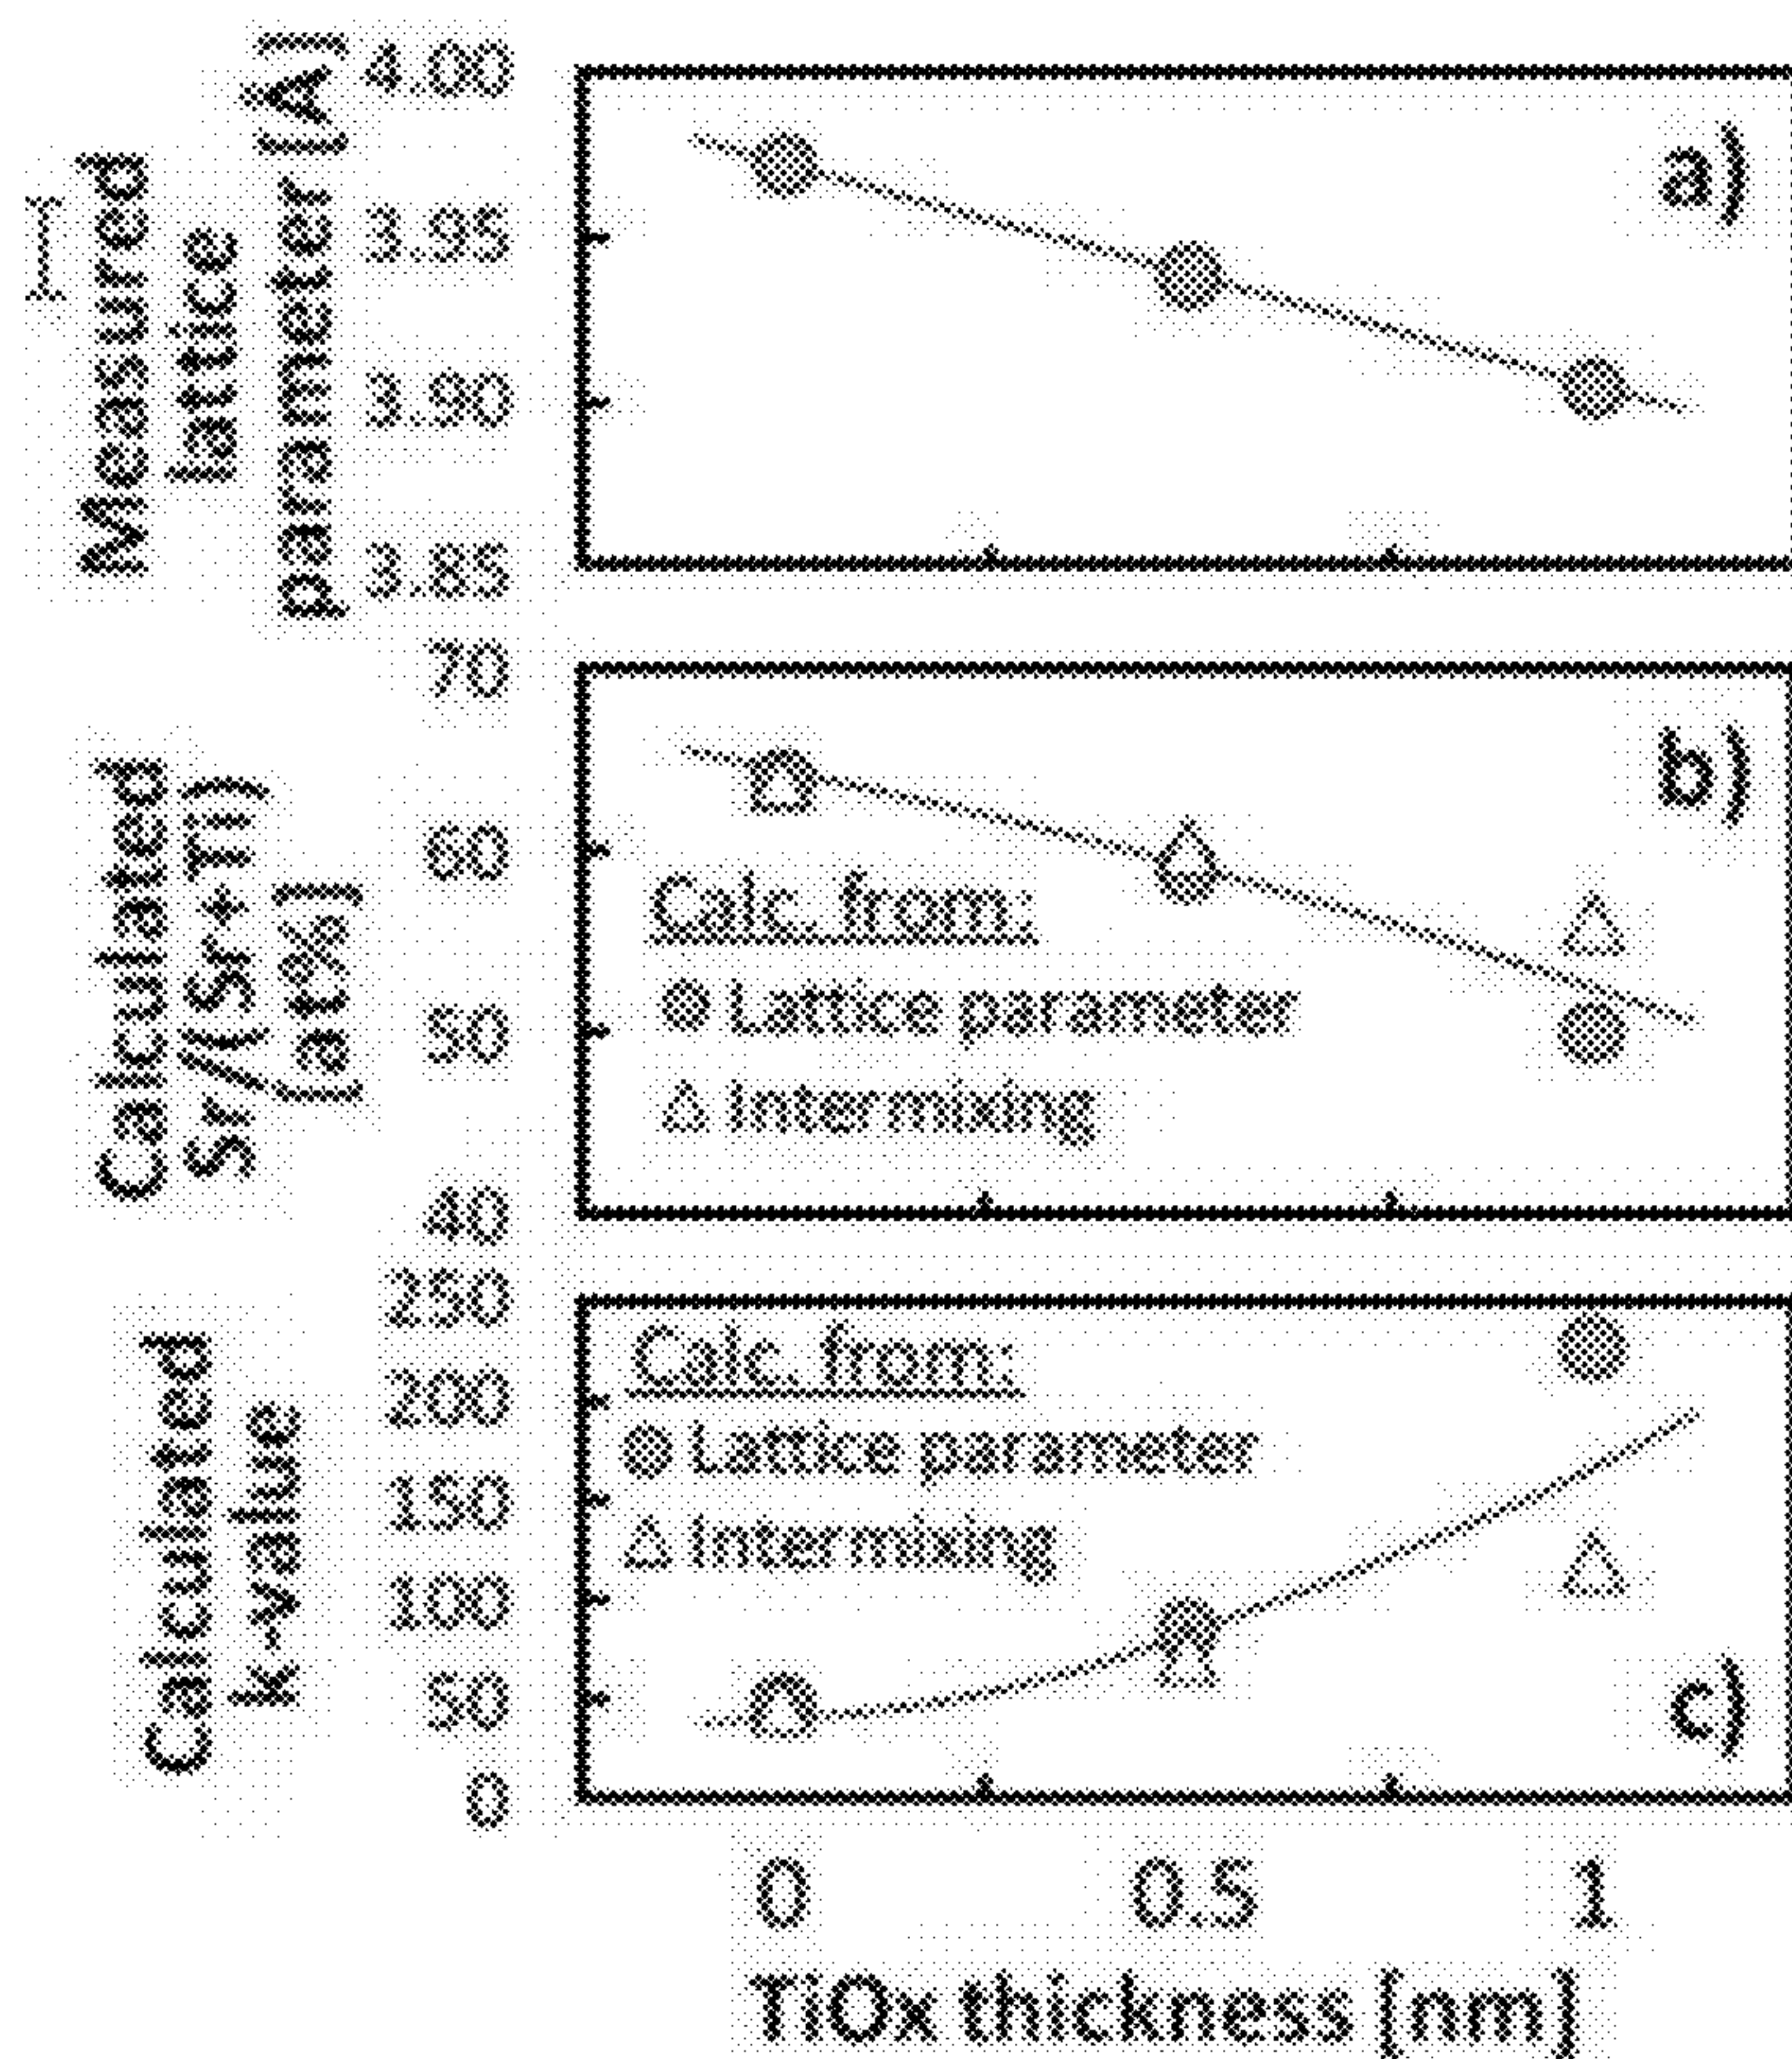 Measured
lattice
parameter [A]
4.00
3.95
3.90
3.85
a)
Calculated
Sr/(Sr+Ti)
[at%]
70
60
50
40
b)
Calc. from:
Lattice parameter
Intermixing
Calculated
k-value
250
200
150
100
50
0
Calc. from:
Lattice parameter
Intermixing
c)
0 0.5 1
TiOx thickness [nm]